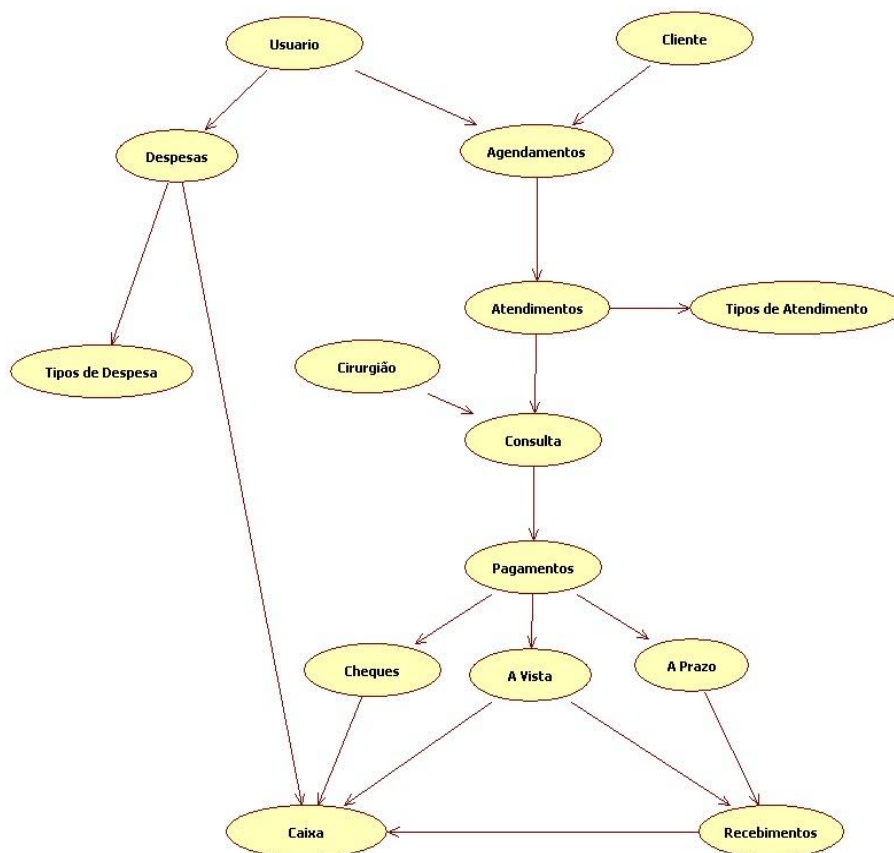 Usuario
Cliente
Despesas
Agendamentos
Atendimentos
Tipos de Atendimento
Tipos de Despesa
Cirurgião
Consulta
Pagamentos
Cheques
A Vista
A Prazo
Caixa
Recebimentos